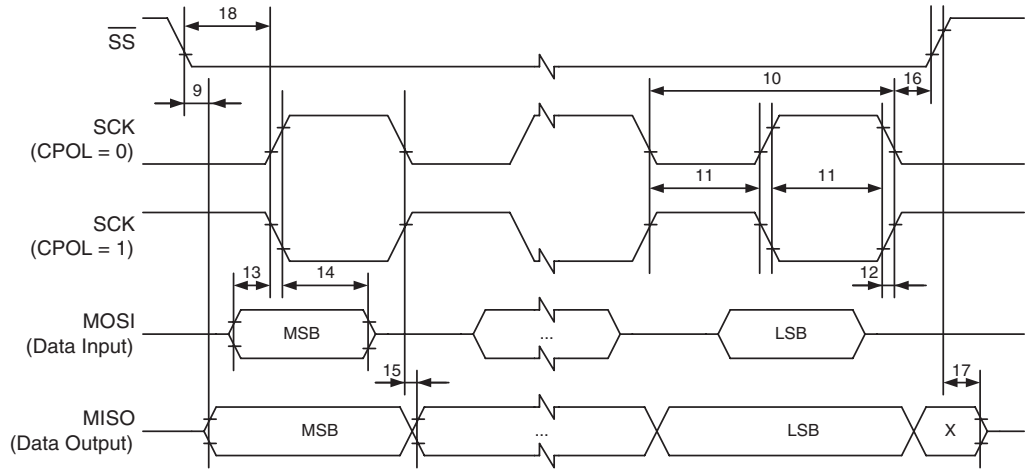 18
SS
10
9
16
SCK
(CPOL = 0)
11
11
SCK
(CPOL = 1)
13
14
12
MOSI
(Data Input)
MSB
...
LSB
15
17
MISO
(Data Output)
MSB
...
LSB
X